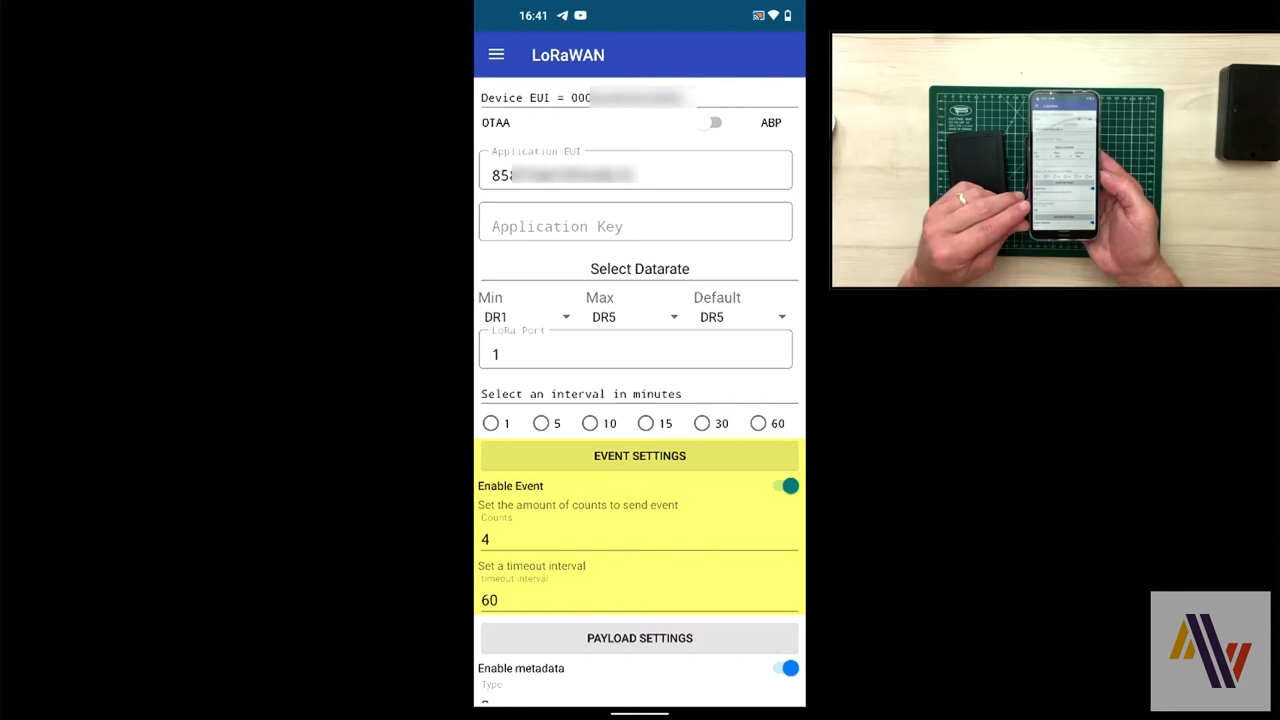 16:41
LoRaWAN
Device EUI = 000
OTAA ABP
Application EUI
858
Application Key
Select Datarate
Min Max Default
DR1 DR5 DR5
LoRa Port
1
Select an interval in minutes
1 5 10 15 30 60
EVENT SETTINGS
Enable Event
Set the amount of counts to send event
Counts
4
Set a timeout interval
timeout interval
60
PAYLOAD SETTINGS
Enable metadata
Type